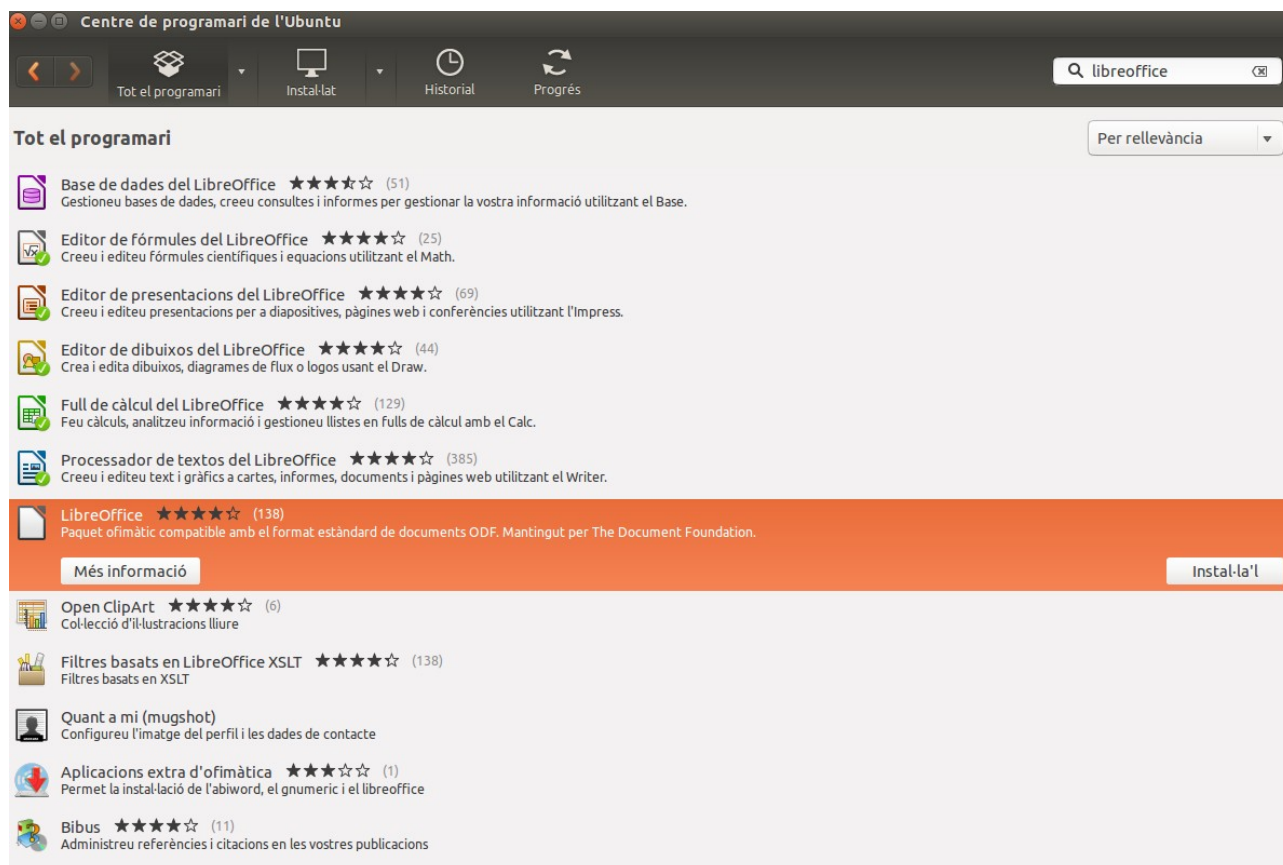 Centre de programari de l'Ubuntu
Tot el programari
Instal·lat
Historial
Progrés
libreoffice
Tot el programari
Per rellevància
Base de dades del LibreOffice (51)
Gestioneu bases de dades, creeu consultes i informes per gestionar la vostra informació utilitzant el Base.
Editor de fórmules del LibreOffice (25)
Creeu i editeu fórmules científiques i equacions utilitzant el Math.
Editor de presentacions del LibreOffice (69)
Creeu i editeu presentacions per a diapositives, pàgines web i conferències utilitzant l'Impress.
Editor de dibuixos del LibreOffice (44)
Crea i edita dibuixos, diagrames de flux o logos usant el Draw.
Full de càlcul del LibreOffice (129)
Feu càlculs, analitzeu informació i gestioneu llistes en fulls de càlcul amb el Calc.
Processador de textos del LibreOffice (385)
Creeu i editeu text i gràfics a cartes, informes, documents i pàgines web utilitzant el Writer.
LibreOffice (138)
Paquet ofimàtic compatible amb el format estàndard de documents ODF. Mantingut per The Document Foundation.
Més informació
Instal·la'l
Open ClipArt (6)
Col·lecció d'il·lustracions lliure
Filtres basats en LibreOffice XSLT (138)
Filtres basats en XSLT
Quant a mi (mugshot)
Configureu l'imatge del perfil i les dades de contacte
Aplicacions extra d'ofimàtica (1)
Permet la instal·lació de l'abiword, el gnumeric i el libreoffice
Bibus (11)
Administreu referències i citacions en les vostres publicacions